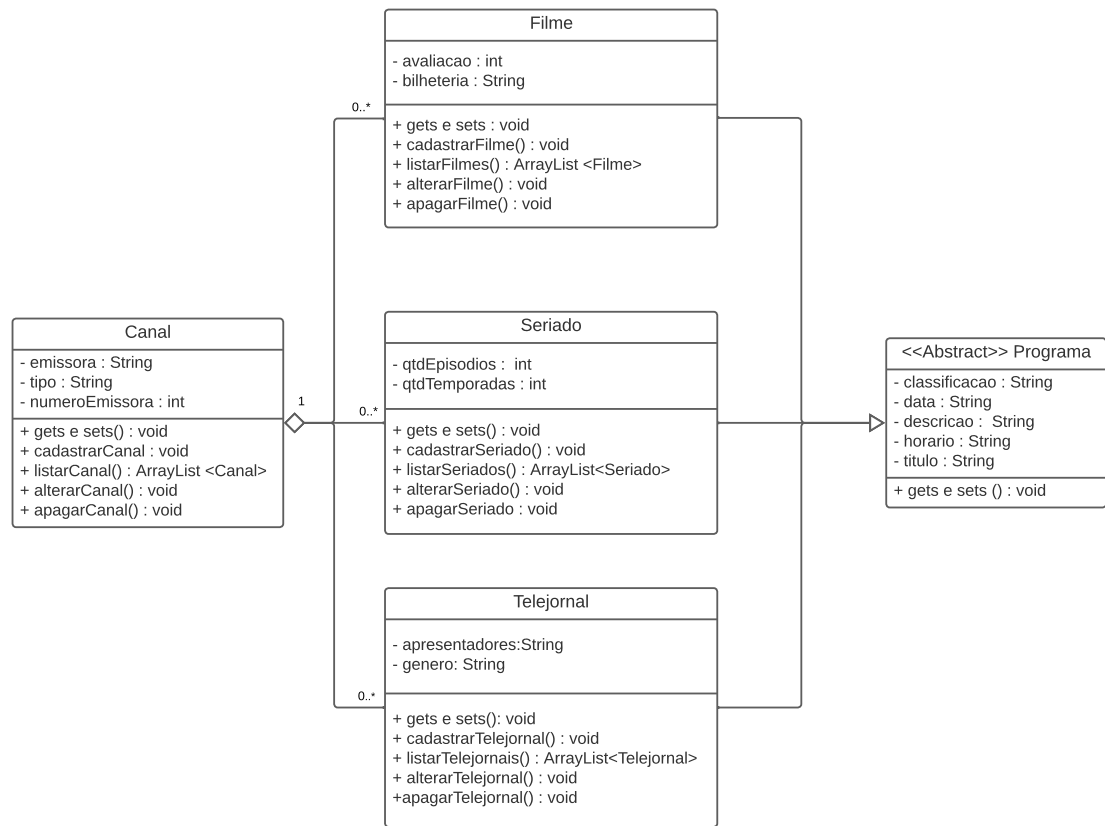 Filme
- avaliacao : int
- bilheteria : String
0..*
+ gets e sets : void
+ cadastrarFilme() : void
+ listarFilmes() : ArrayList <Filme>
+ alterarFilme() : void
+ apagarFilme() : void
Canal
- emissora : String
- tipo : String
- numeroEmissora : int
+ gets e sets() : void
+ cadastrarCanal : void
+ listarCanal() : ArrayList <Canal>
+ alterarCanal() : void
+ apagarCanal() : void
1
Seriado
- qtdEpisodios :  int
- qtdTemporadas : int
0..*
+ gets e sets() : void
+ cadastrarSeriado() : void
+ listarSeriados() : ArrayList<Seriado>
+ alterarSeriado() : void
+ apagarSeriado : void
<<Abstract>> Programa
- classificacao : String
- data : String
- descricao :  String
- horario : String
- titulo : String
+ gets e sets () : void
Telejornal
- apresentadores:String
- genero: String
0..*
+ gets e sets(): void
+ cadastrarTelejornal() : void
+ listarTelejornais() : ArrayList<Telejornal>
+ alterarTelejornal() : void
+apagarTelejornal() : void